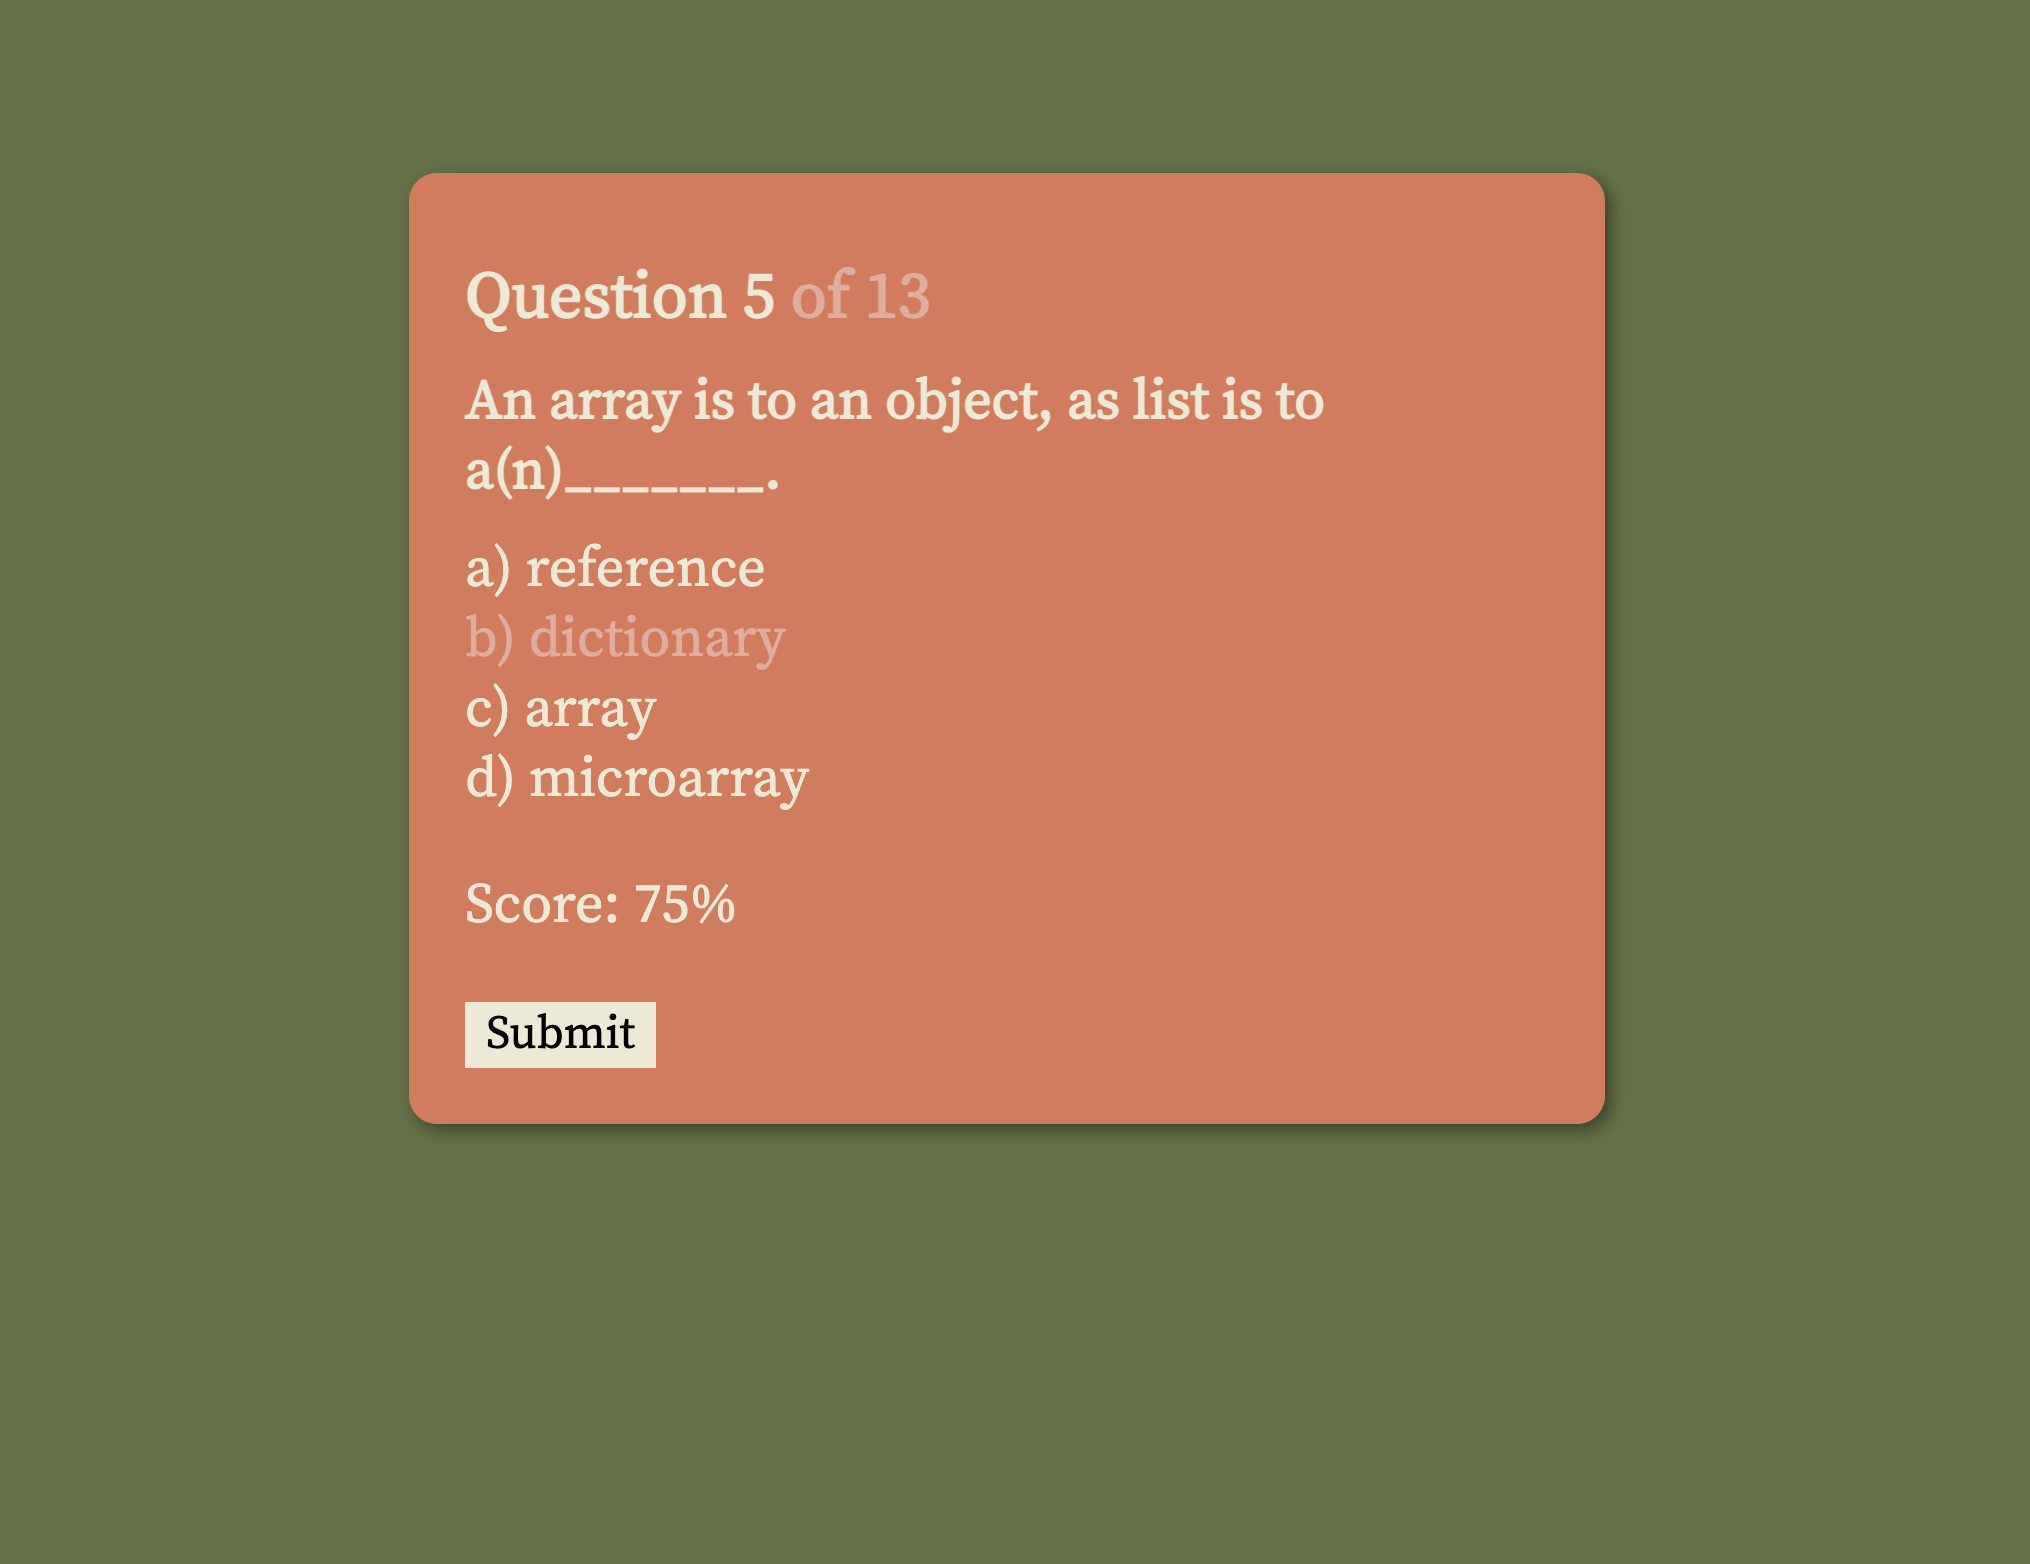 Question 5 of 13
An array is to an object, as list is to
a(n)_______.
a) reference
b) dictionary
c) array
d) microarray
Score: 75%
Submit